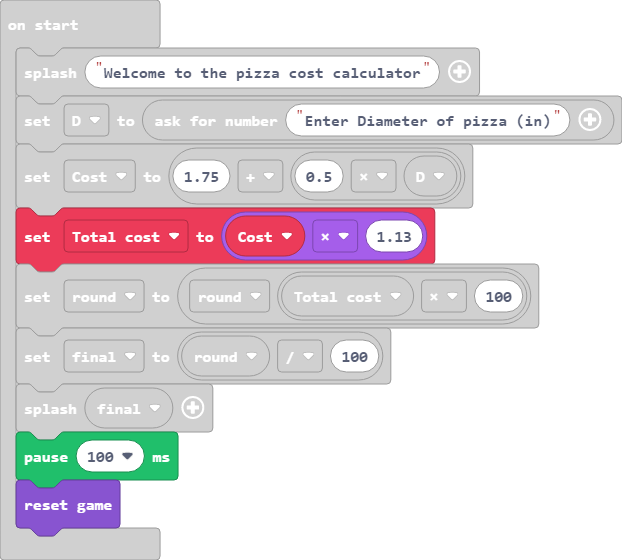 on start
splash "Welcome to the pizza cost calculator"
set D to ask for number "Enter Diameter of pizza (in)"
set Cost to 1.75 + 0.5 × D
set Total cost to Cost × 1.13
set round to round Total cost × 100
set final to round / 100
splash final
pause 100 ms
reset game